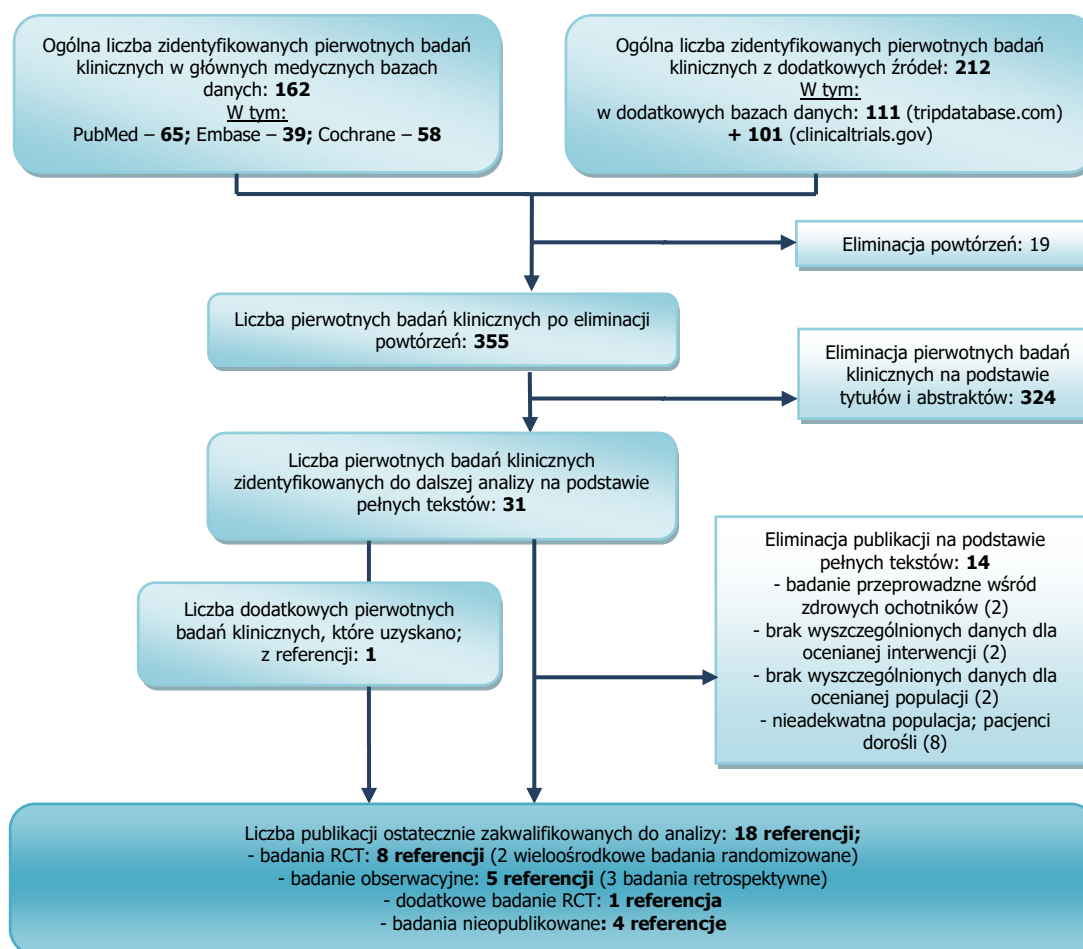 Ogólna liczba zidentyfikowanych pierwotnych badań
klinicznych w głównych medycznych bazach
danych: 162
W tym:
PubMed – 65; Embase – 39; Cochrane – 58
Ogólna liczba zidentyfikowanych pierwotnych badań
klinicznych z dodatkowych źródeł: 212
W tym:
w dodatkowych bazach danych: 111 (tripdatabase.com)
+ 101 (clinicaltrials.gov)
Eliminacja powtórzeń: 19
Liczba pierwotnych badań klinicznych po eliminacji
powtórzeń: 355
Eliminacja pierwotnych badań
klinicznych na podstawie
tytułów i abstraktów: 324
Liczba pierwotnych badań klinicznych
zidentyfikowanych do dalszej analizy na podstawie
pełnych tekstów: 31
Eliminacja publikacji na podstawie
pełnych tekstów: 14
- badanie przeprowadzne wśród
zdrowych ochotników (2)
- brak wyszczególnionych danych dla
ocenianej interwencji (2)
- brak wyszczególnionych danych dla
ocenianej populacji (2)
- nieadekwatna populacja; pacjenci
dorośli (8)
Liczba dodatkowych pierwotnych
badań klinicznych, które uzyskano;
z referencji: 1
Liczba publikacji ostatecznie zakwalifikowanych do analizy: 18 referencji;
- badania RCT: 8 referencji (2 wieloośrodkowe badania randomizowane)
- badanie obserwacyjne: 5 referencji (3 badania retrospektywne)
- dodatkowe badanie RCT: 1 referencja
- badania nieopublikowane: 4 referencje